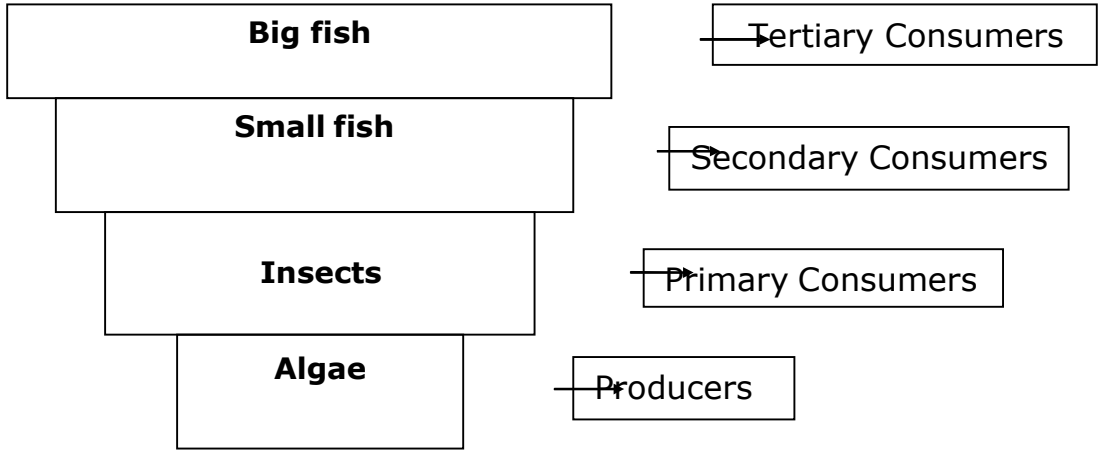 Big fish
Tertiary Consumers
Small fish
Secondary Consumers
Insects
Primary Consumers
Algae
Producers